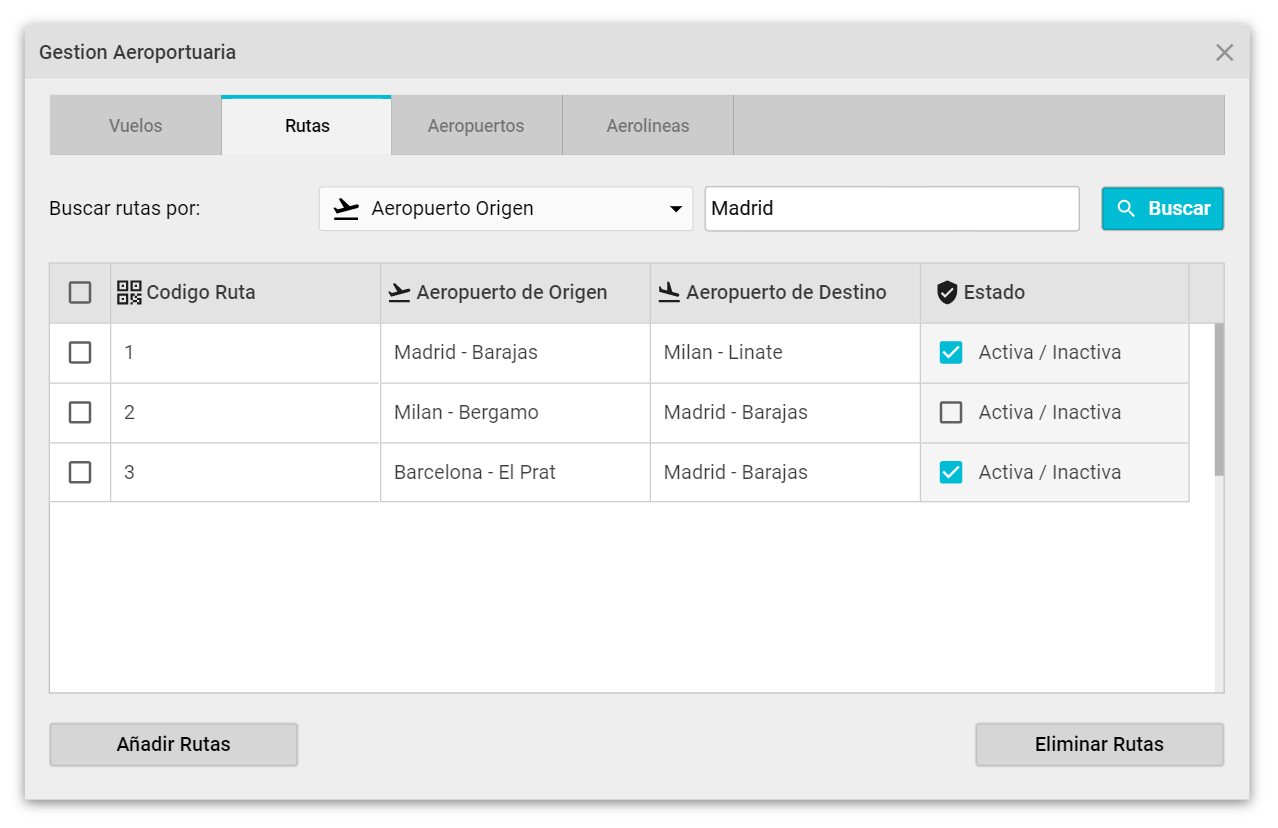 Gestion Aeroportuaria
Vuelos Rutas Aeropuertos Aerolineas
Buscar rutas por: Aeropuerto Origen Madrid Buscar
Codigo Ruta Aeropuerto de Origen Aeropuerto de Destino Estado
1 Madrid - Barajas Milan - Linate Activa / Inactiva
2 Milan - Bergamo Madrid - Barajas Activa / Inactiva
3 Barcelona - El Prat Madrid - Barajas Activa / Inactiva
Añadir Rutas Eliminar Rutas